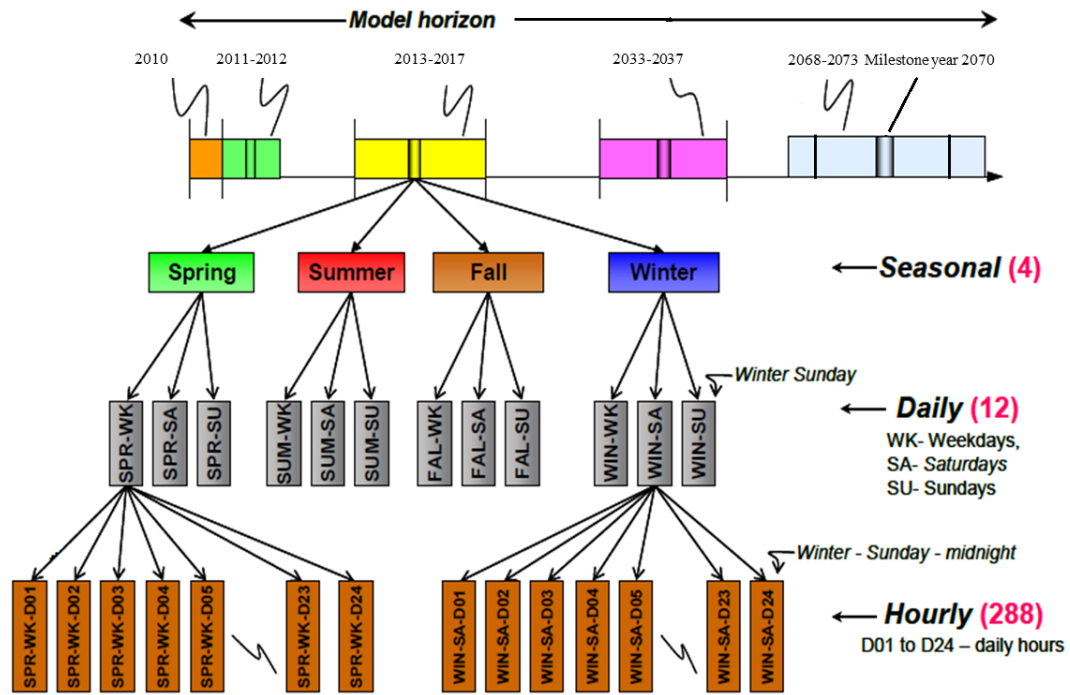 Model horizon
2010
2011-2012
2013-2017
2033-2037
2068-2073
Milestone year 2070
Spring
Summer
Fall
Winter
Seasonal (4)
Winter Sunday
SPR-WK
SPR-SA
SPR-SU
SUM-WK
SUM-SA
SUM-SU
FAL-WK
FAL-SA
FAL-SU
WIN-WK
WIN-SA
WIN-SU
Daily (12)
WK- Weekdays,
SA- Saturdays
SU- Sundays
Winter - Sunday - midnight
SPR-WK-D01
SPR-WK-D02
SPR-WK-D03
SPR-WK-D04
SPR-WK-D05
SPR-WK-D23
SPR-WK-D24
WIN-SA-D01
WIN-SA-D02
WIN-SA-D03
WIN-SA-D04
WIN-SA-D05
WIN-SA-D23
WIN-SA-D24
Hourly (288)
D01 to D24 – daily hours